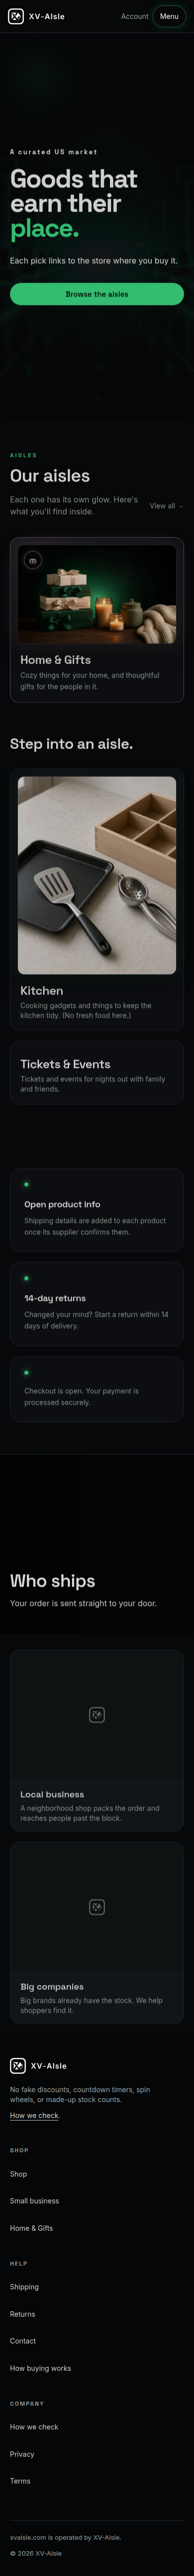 XV-AIsle
Account
Menu
A curated US market
Goods that
earn their
place.
Each pick links to the store where you buy it.
Browse the aisles
AISLES
Our aisles
Each one has its own glow. Here's
what you'll find inside.
View all →
Home & Gifts
Cozy things for your home, and thoughtful
gifts for the people in it.
Step into an aisle.
Kitchen
Cooking gadgets and things to keep the
kitchen tidy. (No fresh food here.)
Tickets & Events
Tickets and events for nights out with family
and friends.
Open product info
Shipping details are added to each product
once its supplier confirms them.
14-day returns
Changed your mind? Start a return within 14
days of delivery.
Checkout is open. Your payment is
processed securely.
Who ships
Your order is sent straight to your door.
Local business
A neighborhood shop packs the order and
reaches people past the block.
Big companies
Big brands already have the stock. We help
shoppers find it.
XV-AIsle
No fake discounts, countdown timers, spin
wheels, or made-up stock counts.
How we check.
SHOP
Shop
Small business
Home & Gifts
HELP
Shipping
Returns
Contact
How buying works
COMPANY
How we check
Privacy
Terms
xvaisle.com is operated by XV-AIsle.
© 2026 XV-AIsle